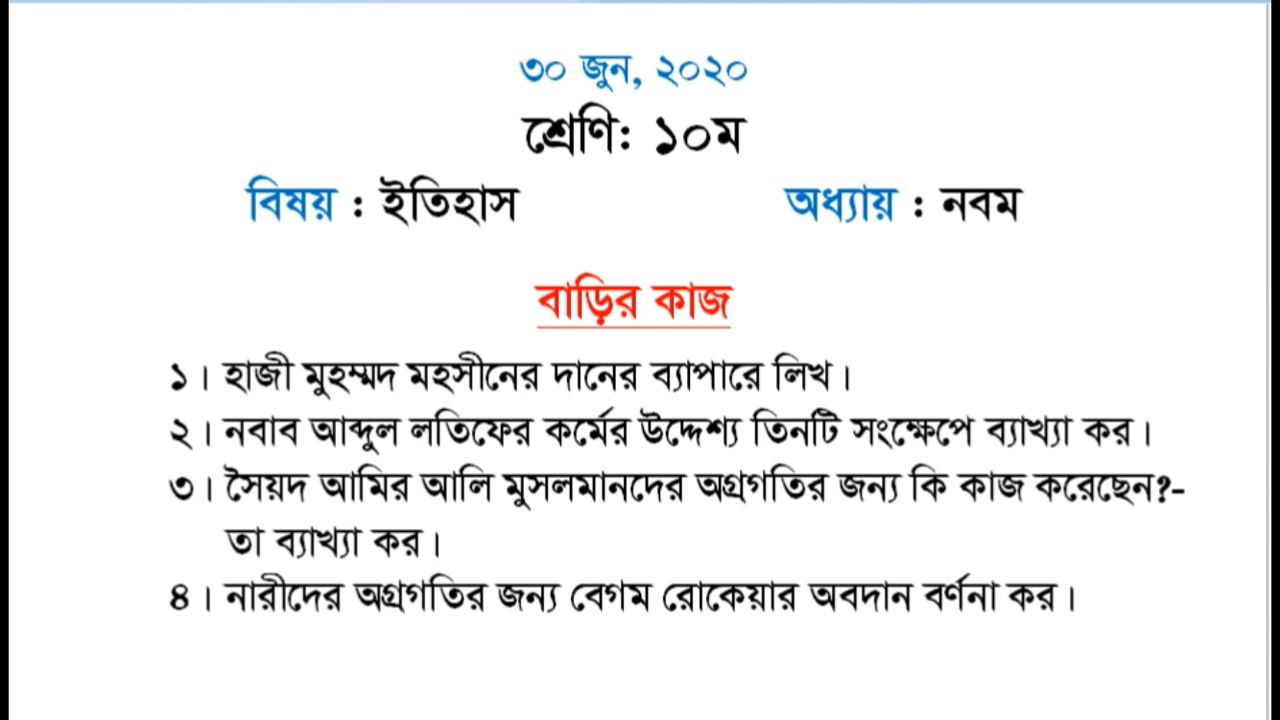 ৩০ জুন, ২০২০
শ্রেণি: ১০ম
বিষয় : ইতিহাস অধ্যায় : নবম
বাড়ির কাজ
১। হাজী মুহম্মদ মহসীনের দানের ব্যাপারে লিখ।
২। নবাব আব্দুল লতিফের কর্মের উদ্দেশ্য তিনটি সংক্ষেপে ব্যাখ্যা কর।
৩। সৈয়দ আমির আলি মুসলমানদের অগ্রগতির জন্য কি কাজ করেছেন?-
তা ব্যাখ্যা কর।
৪। নারীদের অগ্রগতির জন্য বেগম রোকেয়ার অবদান বর্ণনা কর।